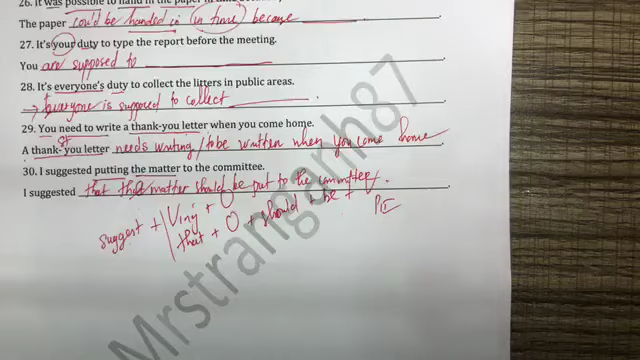 26. It was possible to hand in the paper in time
The paper could be handed in (in time) because
27. It's your duty to type the report before the meeting.
You are supposed to
28. It's everyone's duty to collect the litters in public areas.
→ Everyone is supposed to collect
29. You need to write a thank-you letter when you come home.
st
A thank-you letter needs writing / to be written when you come home
30. I suggested putting the matter to the committee.
I suggested that the matter should be put to the committee.
suggest + Ving + O
that + O + should + be + PII
Mrstranganh87